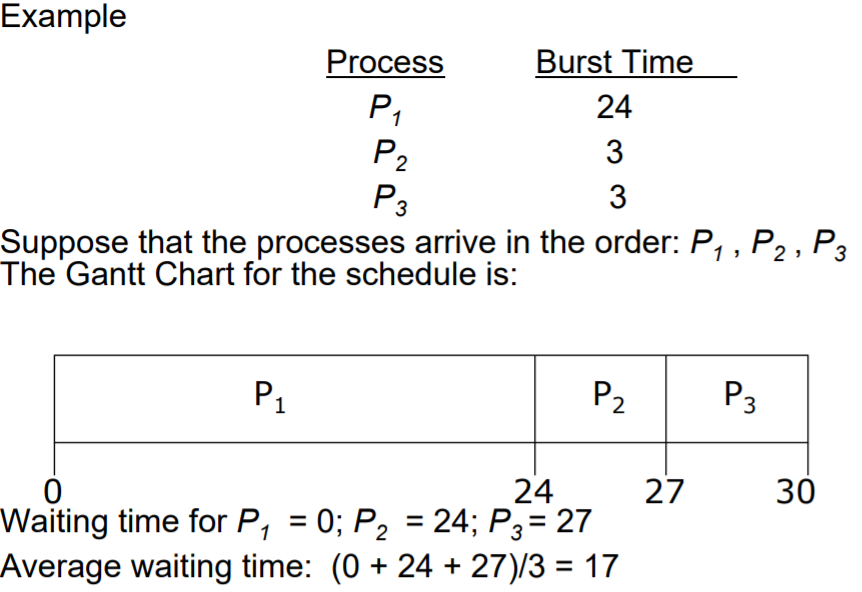 Example
Process Burst Time
P1 24
P2 3
P3 3
Suppose that the processes arrive in the order: P1 , P2 , P3
The Gantt Chart for the schedule is:
P1 P2 P3
0 24 27 30
Waiting time for P1 = 0; P2 = 24; P3= 27
Average waiting time: (0 + 24 + 27)/3 = 17